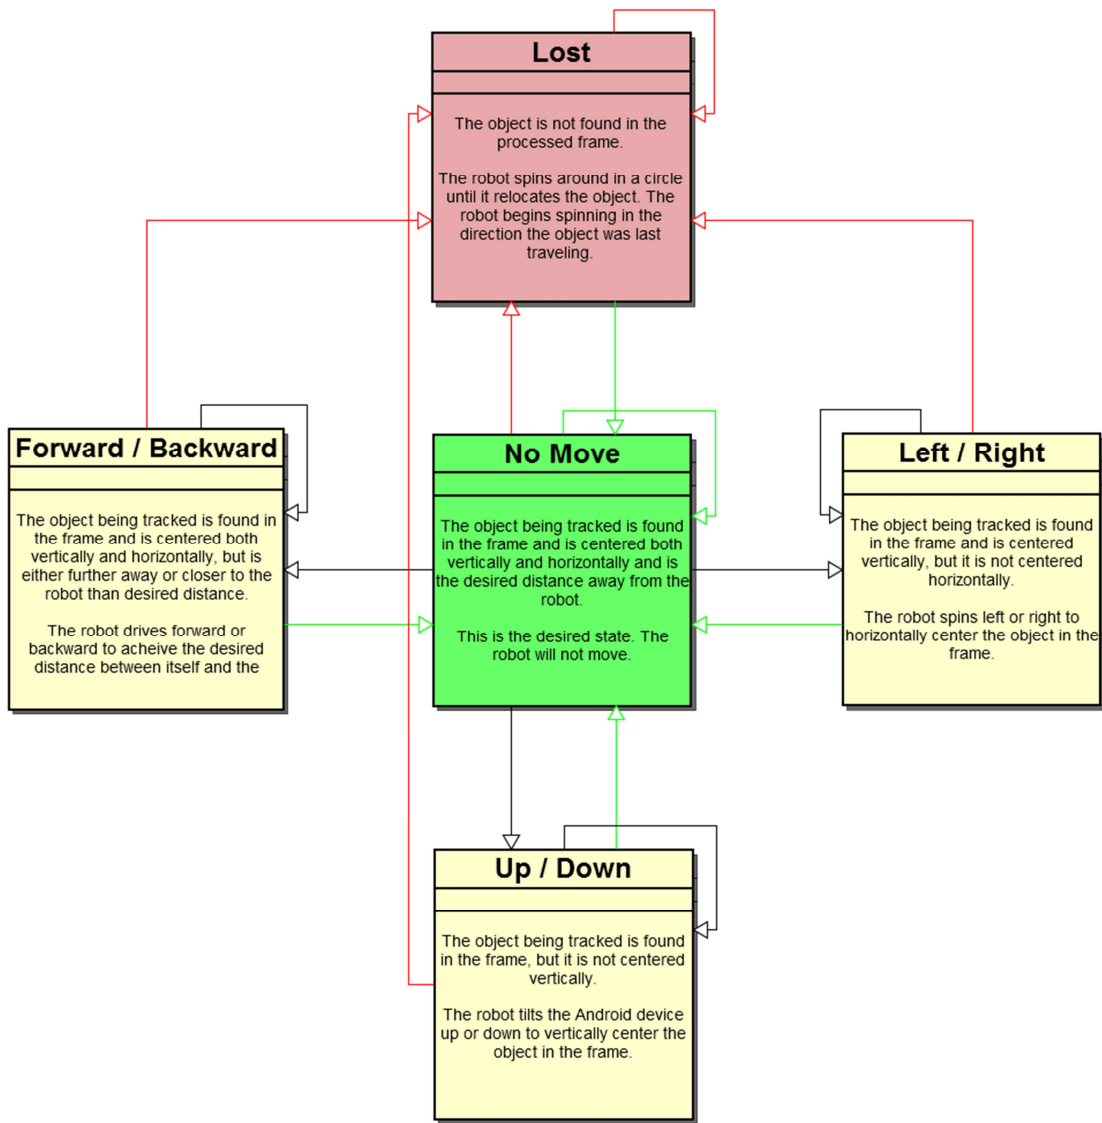 Lost
The object is not found in the
processed frame.
The robot spins around in a circle
until it relocates the object. The
robot begins spinning in the
direction the object was last
traveling.
Forward / Backward
The object being tracked is found in
the frame and is centered both
vertically and horizontally, but is
either further away or closer to the
robot than desired distance.
The robot drives forward or
backward to acheive the desired
distance between itself and the
No Move
The object being tracked is found
in the frame and is centered both
vertically and horizontally and is
the desired distance away from the
robot.
This is the desired state. The
robot will not move.
Left / Right
The object being tracked is found
in the frame and is centered
vertically, but it is not centered
horizontally.
The robot spins left or right to
horizontally center the object in the
frame.
Up / Down
The object being tracked is found
in the frame, but it is not centered
vertically.
The robot tilts the Android device
up or down to vertically center the
object in the frame.